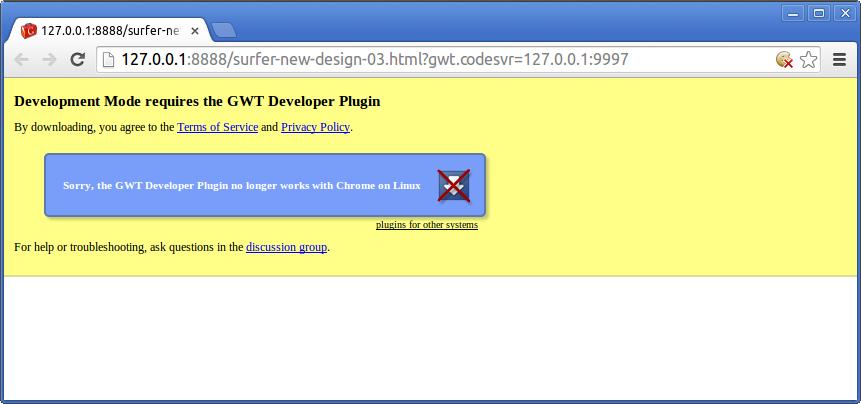 127.0.0.1:8888/surfer-ne
127.0.0.1:8888/surfer-new-design-03.html?gwt.codesvr=127.0.0.1:9997
Development Mode requires the GWT Developer Plugin
By downloading, you agree to the Terms of Service and Privacy Policy.
Sorry, the GWT Developer Plugin no longer works with Chrome on Linux
plugins for other systems
For help or troubleshooting, ask questions in the discussion group.